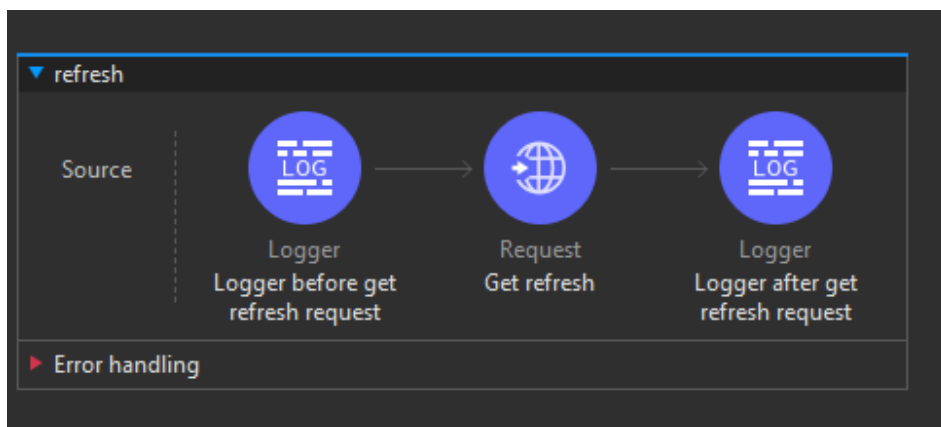 refresh
Source
LOG
LOG
Logger
Request
Logger
Logger before get
refresh request
Get refresh
Logger after get
refresh request
Error handling